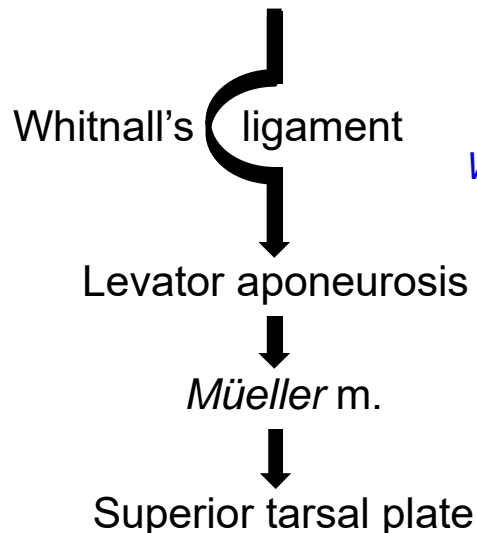 Whitnall's ligament
Levator aponeurosis
Müeller m.
Superior tarsal plate